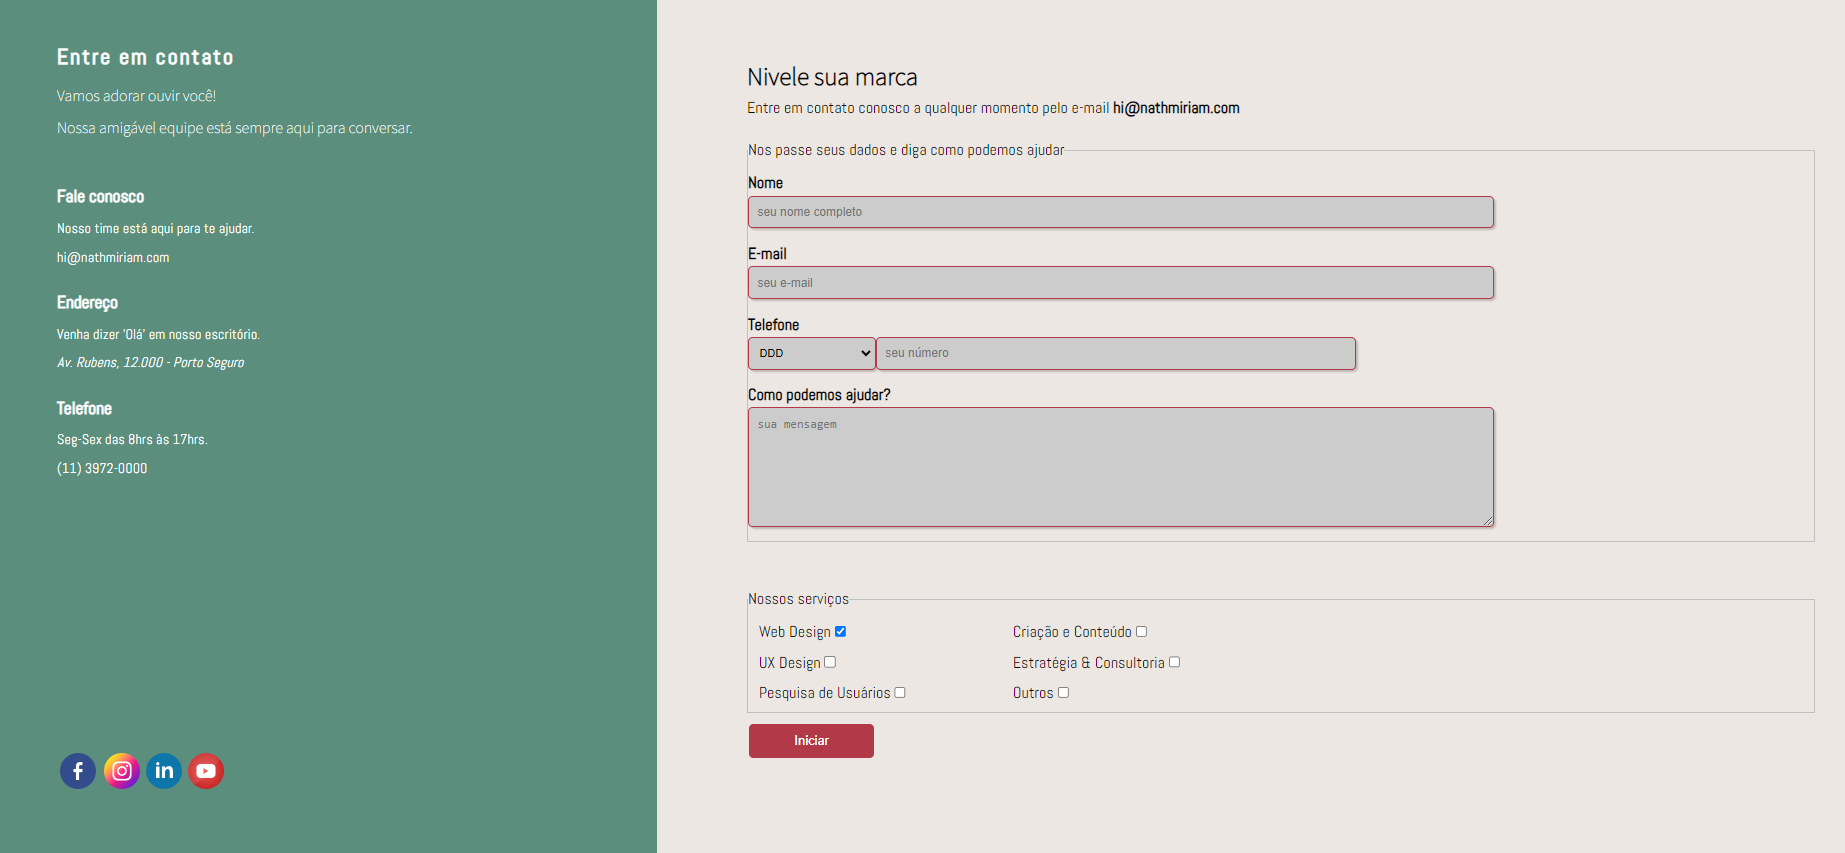 Entre em contato
Vamos adorar ouvir você!
Nossa amigável equipe está sempre aqui para conversar.
Fale conosco
Nosso time está aqui para te ajudar.
hi@nathmiriam.com
Endereço
Venha dizer 'Olá' em nosso escritório.
Av. Rubens, 12.000 - Porto Seguro
Telefone
Seg-Sex das 8hrs às 17hrs.
(11) 3972-0000
Nivele sua marca
Entre em contato conosco a qualquer momento pelo e-mail hi@nathmiriam.com
Nos passe seus dados e diga como podemos ajudar
Nome
seu nome completo
E-mail
seu e-mail
Telefone
DDD seu número
Como podemos ajudar?
sua mensagem
Nossos serviços
Web Design Criação e Conteúdo
UX Design Estratégia & Consultoria
Pesquisa de Usuários Outros
Iniciar